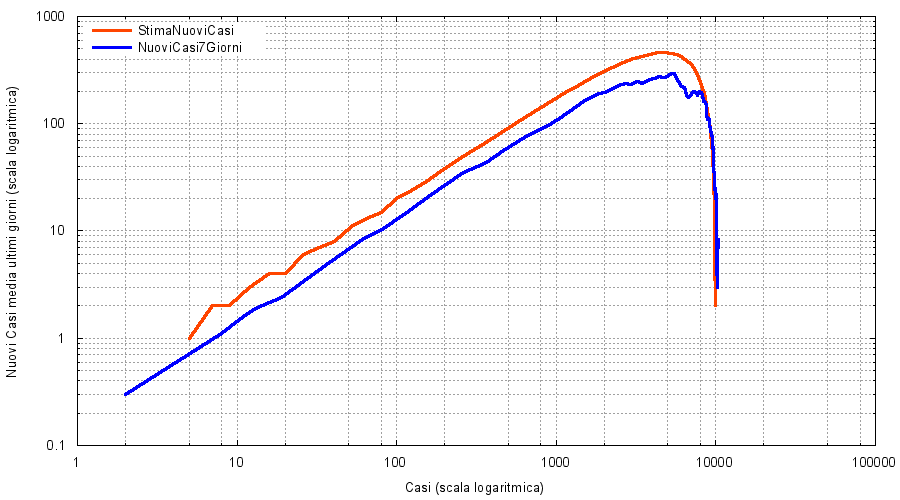 1000
StimaNuoviCasi
NuoviCasi7Giorni
100
10
1
0.1
Nuovi Casi media ultimi giorni (scala logaritmica)
1
10
100
1000
10000
100000
Casi (scala logaritmica)